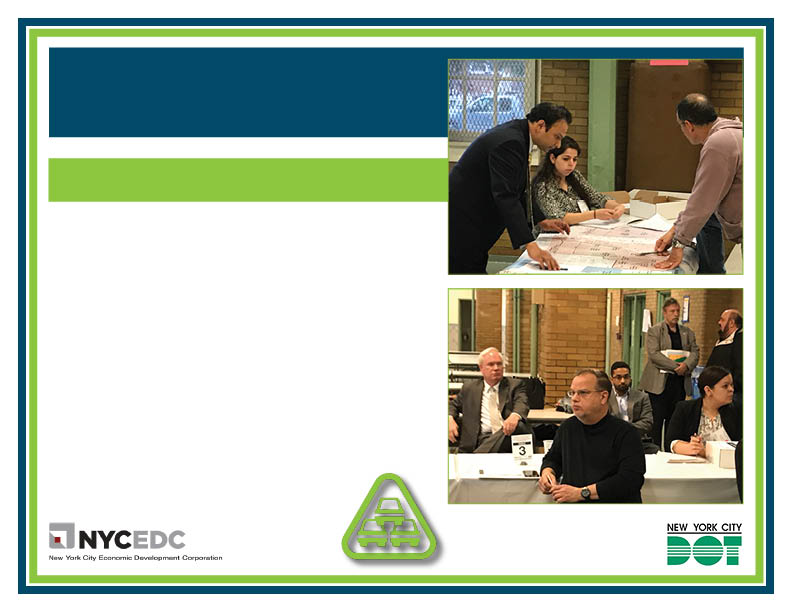 3
NYCEDC
New York City Economic Development Corporation
NEW YORK CITY
DOT